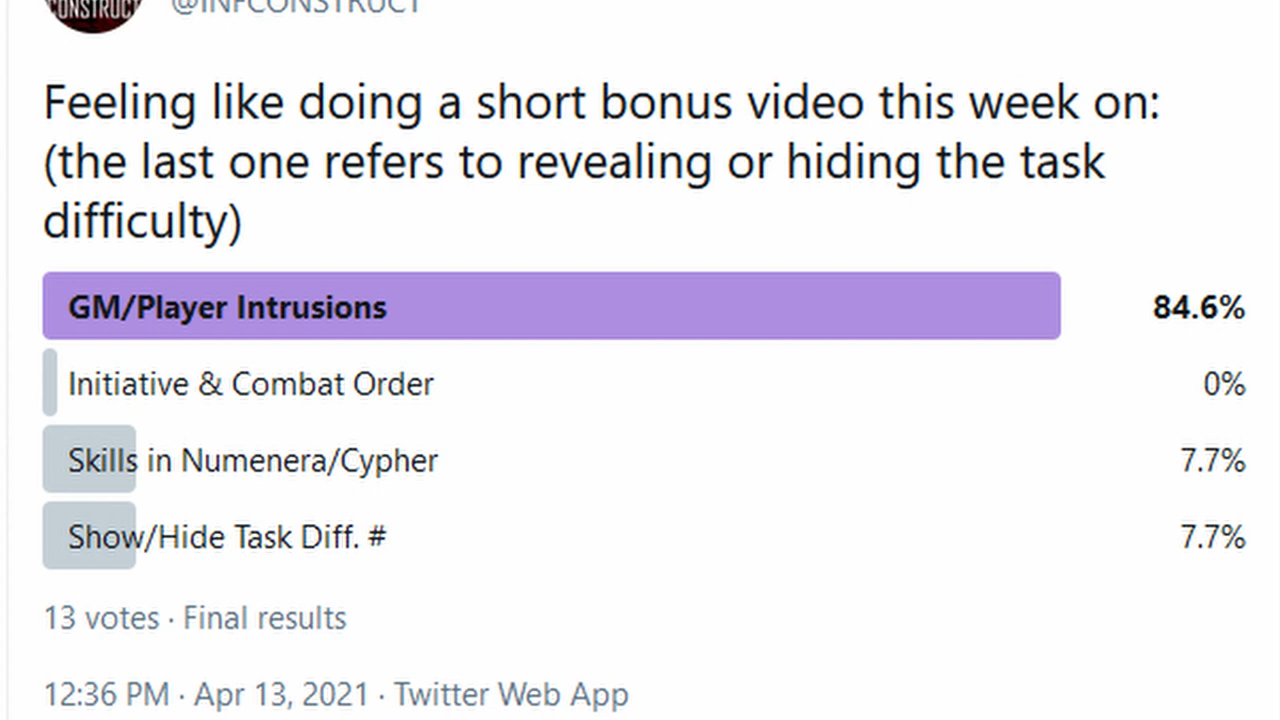 CONSTRUCT
@INFCONSTRUCT
Feeling like doing a short bonus video this week on:
(the last one refers to revealing or hiding the task
difficulty)
GM/Player Intrusions 84.6%
Initiative & Combat Order 0%
Skills in Numenera/Cypher 7.7%
Show/Hide Task Diff. # 7.7%
13 votes · Final results
12:36 PM · Apr 13, 2021 · Twitter Web App